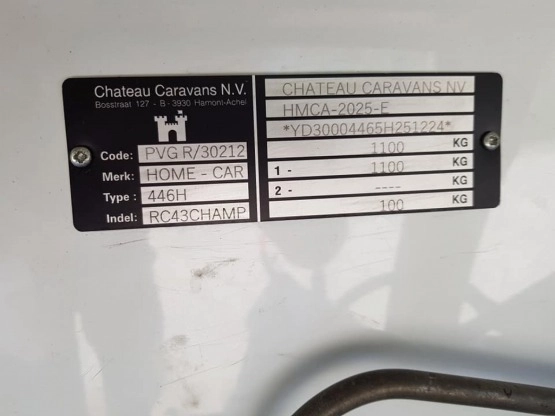 Chateau Caravans N.V.
Bosstraat 127 - B - 3930 Hamont-Achel
Code: PVG R/30212
Merk: HOME - CAR
Type: 446H
Indel: RC43CHAMP
CHATEAU CARAVANS NV
HMCA-2025-E
*YD30004465H251224*
1100 KG
1 - 1100 KG
2 - ---- KG
100 KG